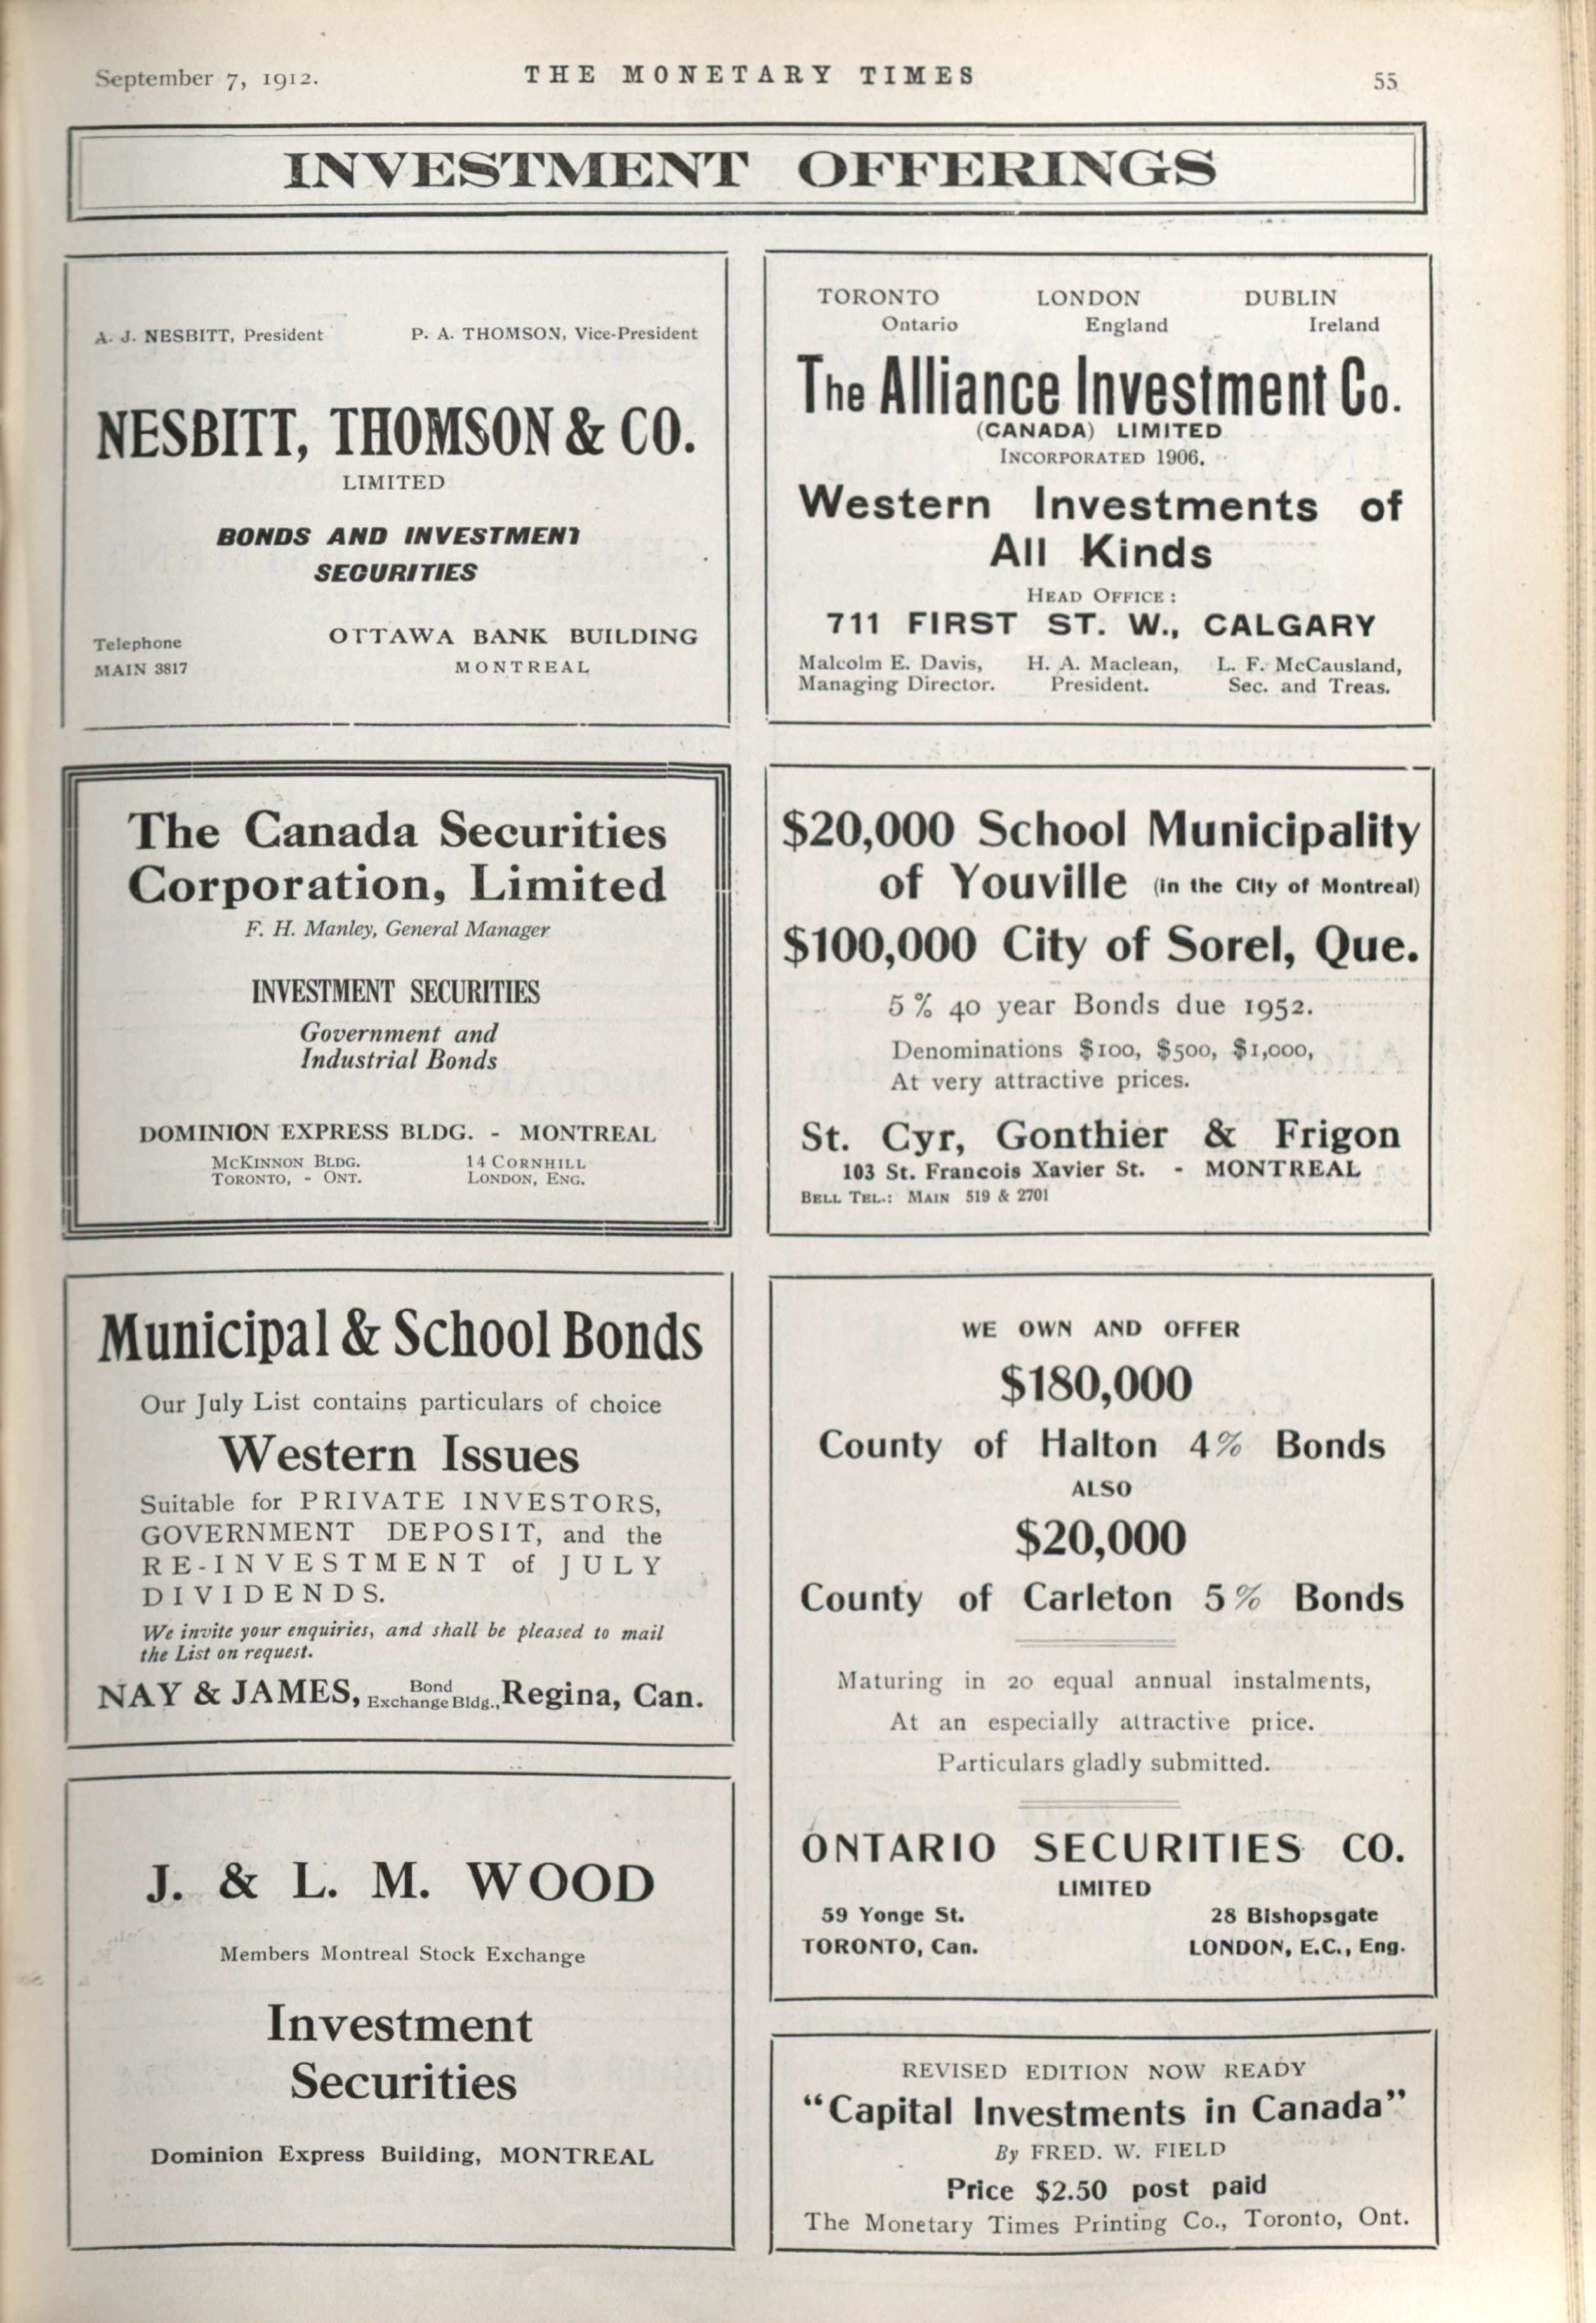 September 7, 1912.
THE MONETARY TIMES
55
INVESTMENT OFFERINGS
A. J. NESBITT, President P. A. THOMSON, Vice-President
NESBITT, THOMSON & CO.
LIMITED
BONDS AND INVESTMENT
SECURITIES
Telephone
MAIN 3817
OTTAWA BANK BUILDING
MONTREAL
The Canada Securities
Corporation, Limited
F. H. Manley, General Manager
INVESTMENT SECURITIES
Government and
Industrial Bonds
DOMINION EXPRESS BLDG. - MONTREAL
McKINNON BLDG. 14 CORNHILL
TORONTO, - ONT. LONDON, ENG.
Municipal & School Bonds
Our July List contains particulars of choice
Western Issues
Suitable for PRIVATE INVESTORS,
GOVERNMENT DEPOSIT, and the
RE-INVESTMENT of JULY
DIVIDENDS.
We invite your enquiries, and shall be pleased to mail
the List on request.
NAY & JAMES, Bond Exchange Bldg., Regina, Can.
J. & L. M. WOOD
Members Montreal Stock Exchange
Investment
Securities
Dominion Express Building, MONTREAL
TORONTO LONDON DUBLIN
Ontario England Ireland
The Alliance Investment Co.
(CANADA) LIMITED
INCORPORATED 1906.
Western Investments of
All Kinds
HEAD OFFICE:
711 FIRST ST. W., CALGARY
Malcolm E. Davis, H. A. Maclean, L. F. McCausland,
Managing Director. President. Sec. and Treas.
$20,000 School Municipality
of Youville (in the City of Montreal)
$100,000 City of Sorel, Que.
5% 40 year Bonds due 1952.
Denominations $100, $500, $1,000,
At very attractive prices.
St. Cyr, Gonthier & Frigon
103 St. Francois Xavier St. - MONTREAL
BELL TEL.: MAIN 519 & 2701
WE OWN AND OFFER
$180,000
County of Halton 4% Bonds
ALSO
$20,000
County of Carleton 5% Bonds
Maturing in 20 equal annual instalments,
At an especially attractive price.
Particulars gladly submitted.
ONTARIO SECURITIES CO.
LIMITED
59 Yonge St. 28 Bishopsgate
TORONTO, Can. LONDON, E.C., Eng.
REVISED EDITION NOW READY
"Capital Investments in Canada"
By FRED. W. FIELD
Price $2.50 post paid
The Monetary Times Printing Co., Toronto, Ont.